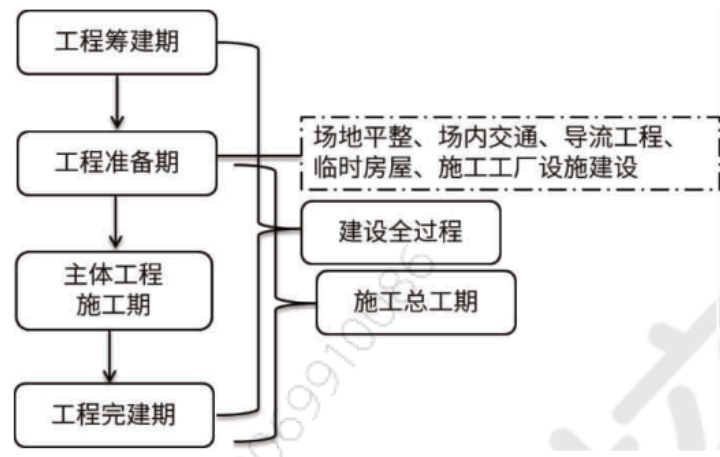 工程筹建期
工程准备期
场地平整、场内交通、导流工程、
临时房屋、施工工厂设施建设
建设全过程
主体工程
施工期
施工总工期
工程完建期